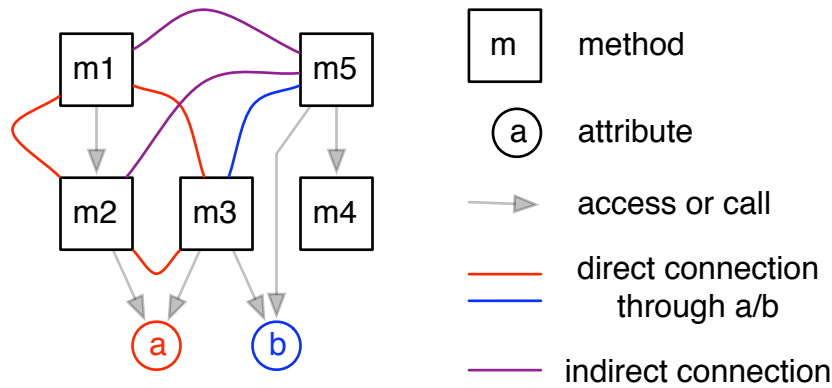 m1
m5
m2
m3
m4
a
b
m
method
a
attribute
access or call
direct connection
through a/b
indirect connection